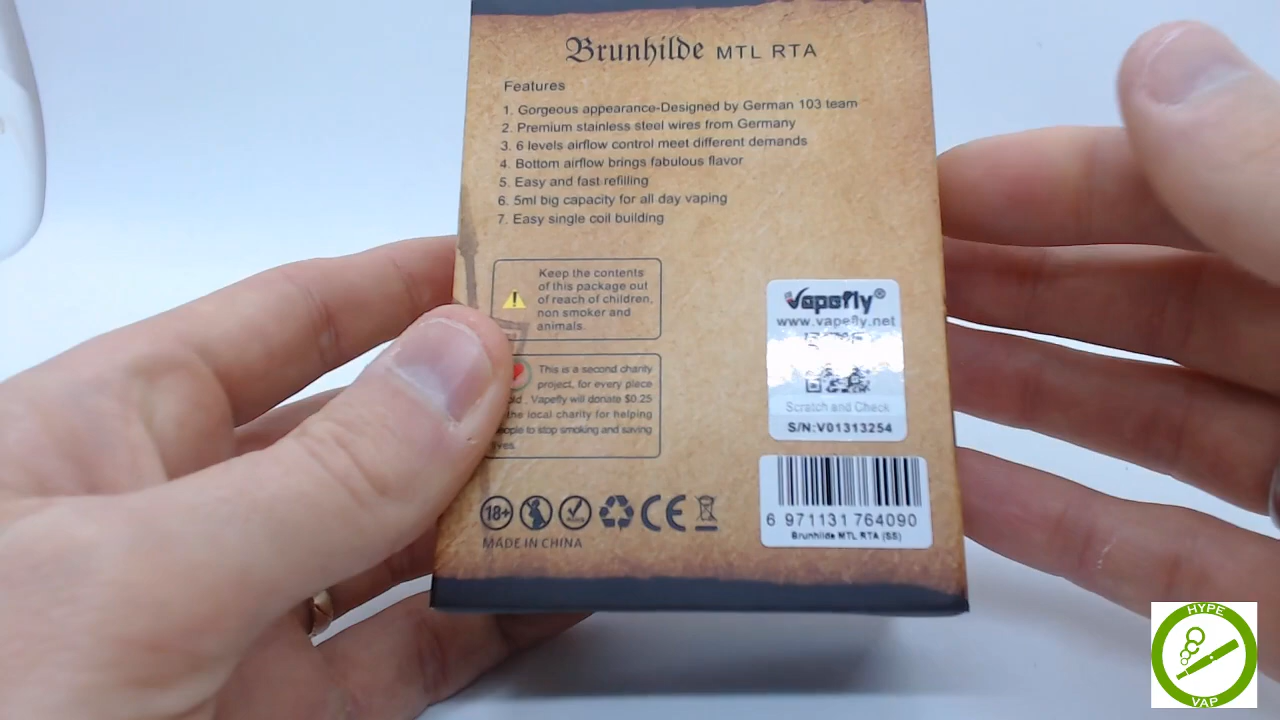 Brunhilde MTL RTA
Features
1. Gorgeous appearance-Designed by German 103 team
2. Premium stainless steel wires from Germany
3. 6 levels airflow control meet different demands
4. Bottom airflow brings fabulous flavor
5. Easy and fast refilling
6. 5ml big capacity for all day vaping
7. Easy single coil building
Keep the contents
of this package out
of reach of children,
non smoker and
animals.
This is a second charity
project, for every piece
. Vapefly will donate $0.25
the local charity for helping
to stop smoking and saving
Vapefly®
www.vapefly.net
Scratch and Check
S/N:V01313254
18+
CE
MADE IN CHINA
6 971131 764090
Brunhilde MTL RTA (SS)
HYPE
VAP